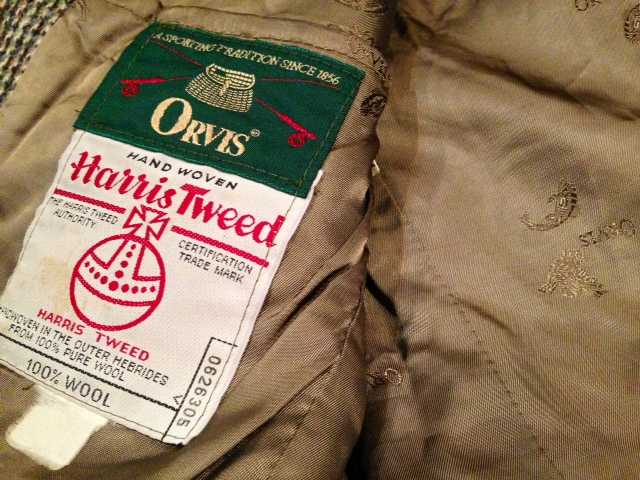 A SPORTING TRADITION SINCE 1856
ORVIS®
HAND WOVEN
Harris Tweed
THE HARRIS TWEED
AUTHORITY
CERTIFICATION
TRADE MARK
HARRIS TWEED
HANDWOVEN IN THE OUTER HEBRIDES
FROM 100% PURE WOOL
100% WOOL
0626305
ORVIS